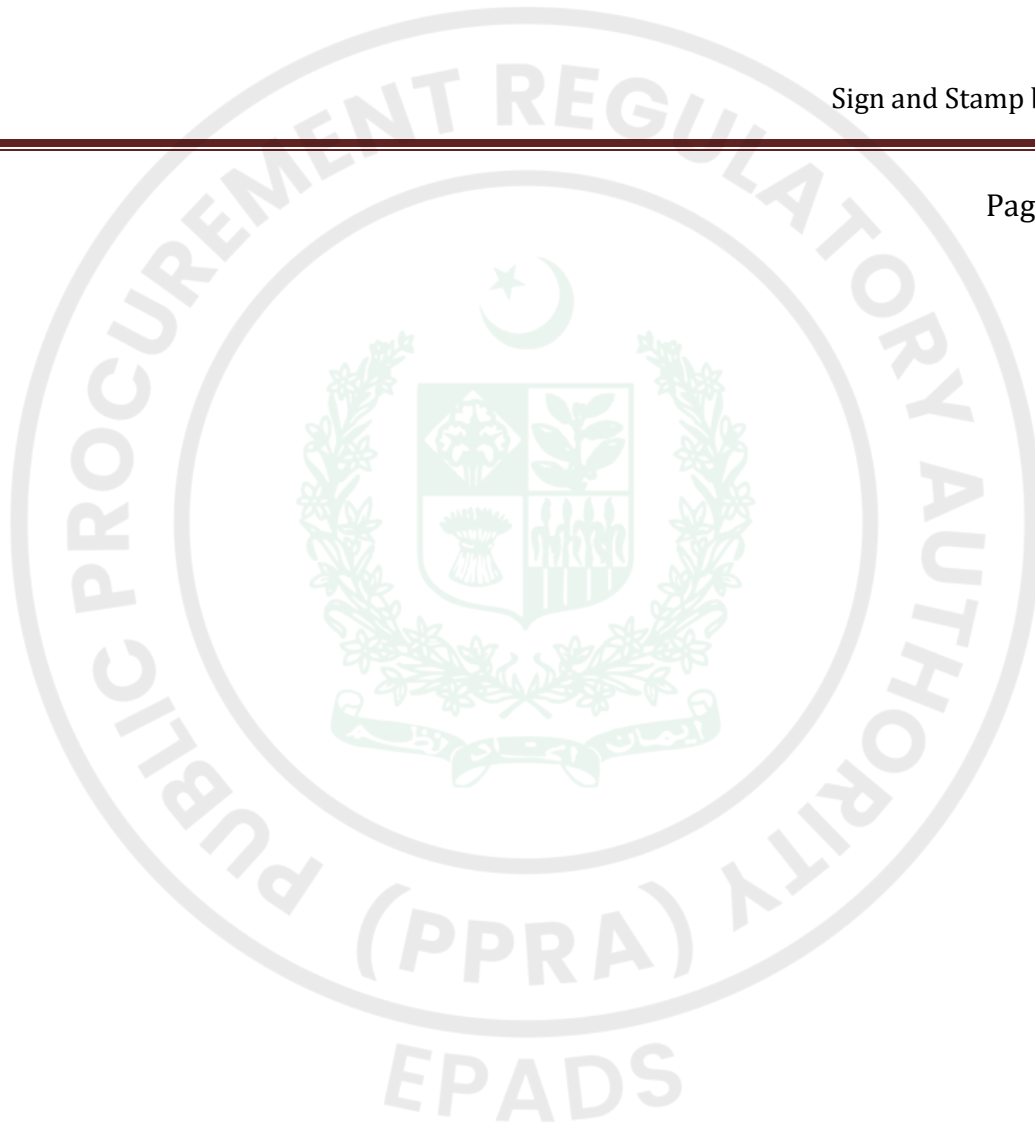 Sign and Stamp
Pag
PUBLIC PROCUREMENT REGULATORY AUTHORITY
(PPRA)
EPADS